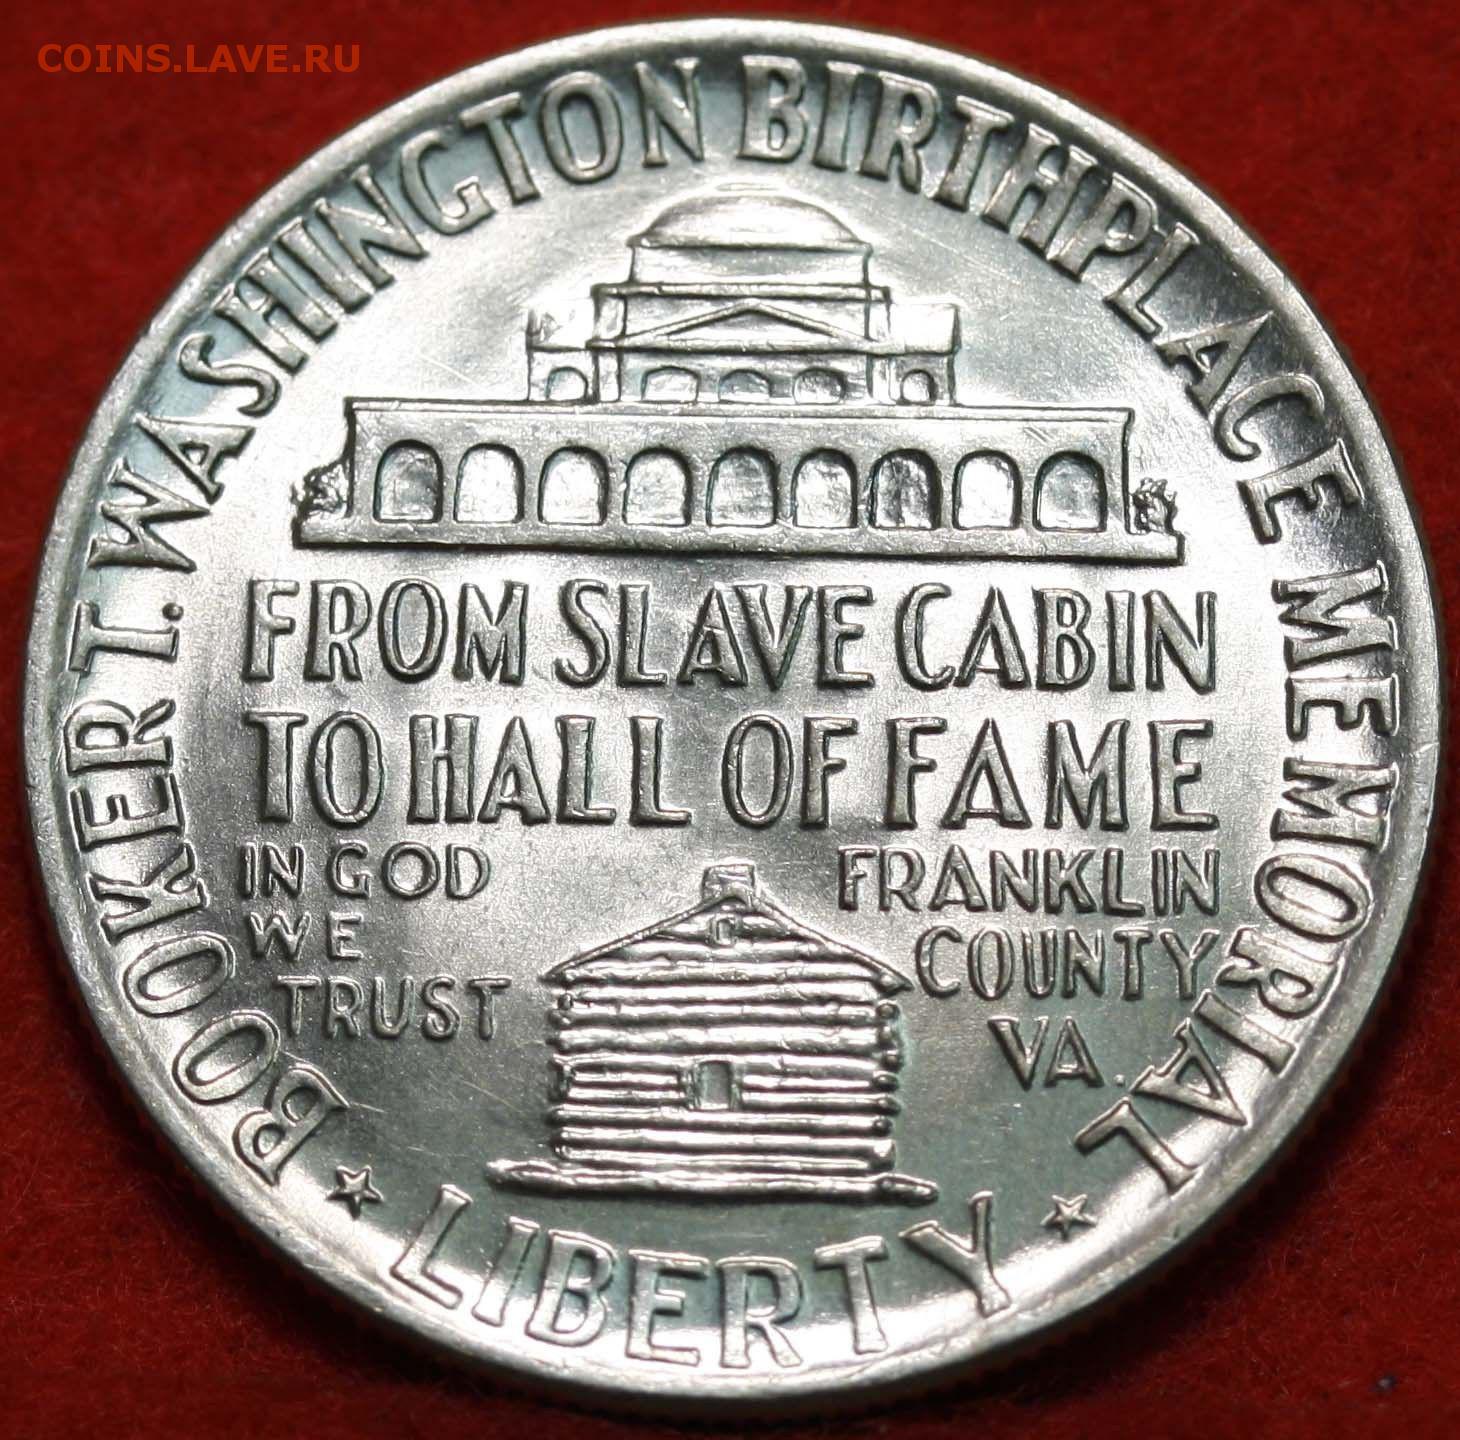 COINS.LAVE.RU
BOOKER T. WASHINGTON BIRTHPLACE MEMORIAL
FROM SLAVE CABIN
TO HALL OF FAME
IN GOD
WE
TRUST
FRANKLIN
COUNTY
VA.
LIBERTY